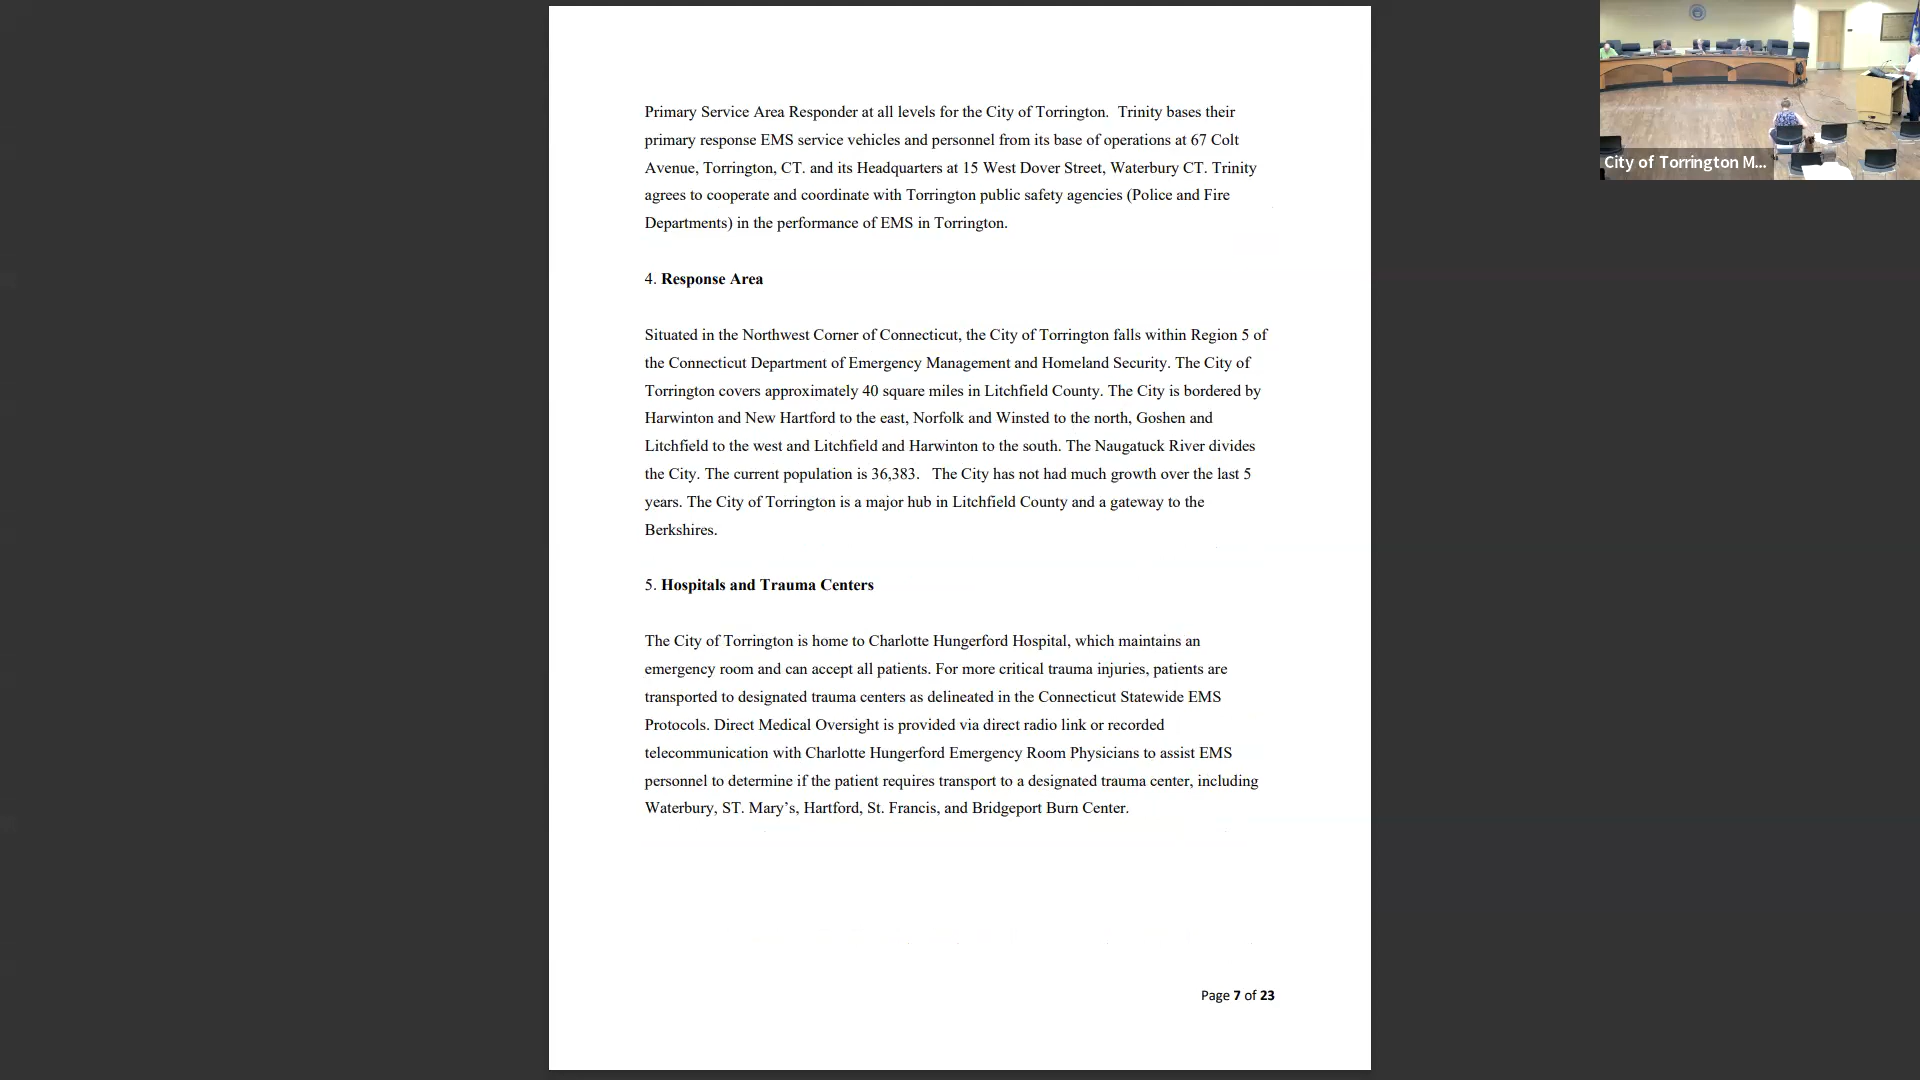 Primary Service Area Responder at all levels for the City of Torrington.  Trinity bases their
primary response EMS service vehicles and personnel from its base of operations at 67 Colt
Avenue, Torrington, CT. and its Headquarters at 15 West Dover Street, Waterbury CT. Trinity
agrees to cooperate and coordinate with Torrington public safety agencies (Police and Fire
Departments) in the performance of EMS in Torrington.
4. Response Area
Situated in the Northwest Corner of Connecticut, the City of Torrington falls within Region 5 of
the Connecticut Department of Emergency Management and Homeland Security. The City of
Torrington covers approximately 40 square miles in Litchfield County. The City is bordered by
Harwinton and New Hartford to the east, Norfolk and Winsted to the north, Goshen and
Litchfield to the west and Litchfield and Harwinton to the south. The Naugatuck River divides
the City. The current population is 36,383.   The City has not had much growth over the last 5
years. The City of Torrington is a major hub in Litchfield County and a gateway to the
Berkshires.
5. Hospitals and Trauma Centers
The City of Torrington is home to Charlotte Hungerford Hospital, which maintains an
emergency room and can accept all patients. For more critical trauma injuries, patients are
transported to designated trauma centers as delineated in the Connecticut Statewide EMS
Protocols. Direct Medical Oversight is provided via direct radio link or recorded
telecommunication with Charlotte Hungerford Emergency Room Physicians to assist EMS
personnel to determine if the patient requires transport to a designated trauma center, including
Waterbury, ST. Mary’s, Hartford, St. Francis, and Bridgeport Burn Center.
Page 7 of 23
City of Torrington M...